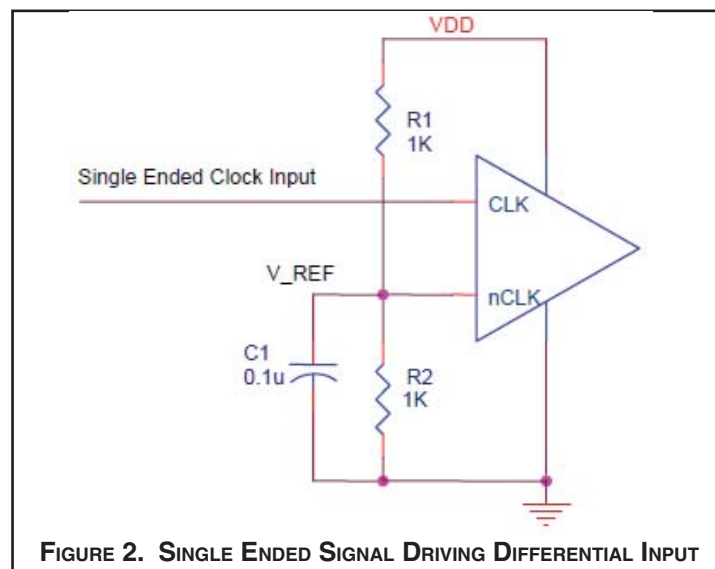 VDD
R1
1K
Single Ended Clock Input
CLK
V_REF
nCLK
C1
0.1u
R2
1K
FIGURE 2. SINGLE ENDED SIGNAL DRIVING DIFFERENTIAL INPUT